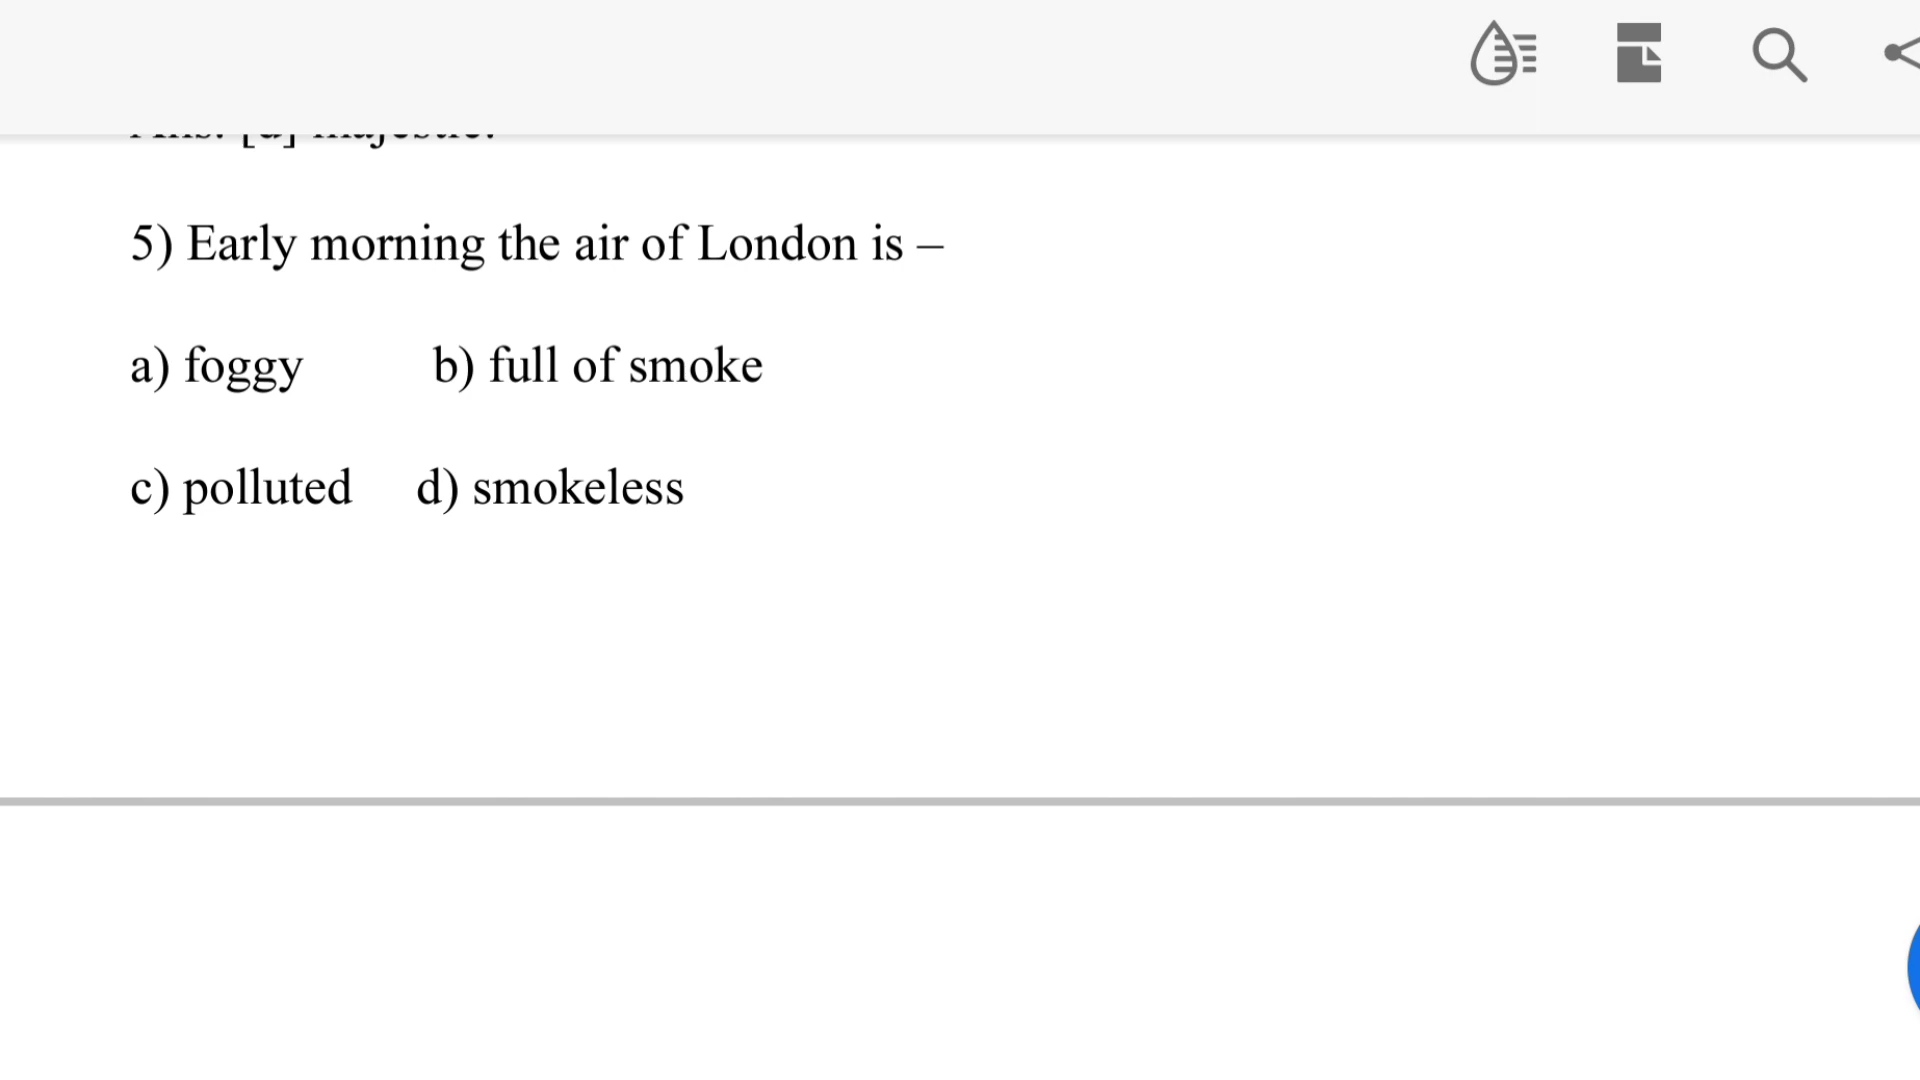 5) Early morning the air of London is –
a) foggy b) full of smoke
c) polluted d) smokeless